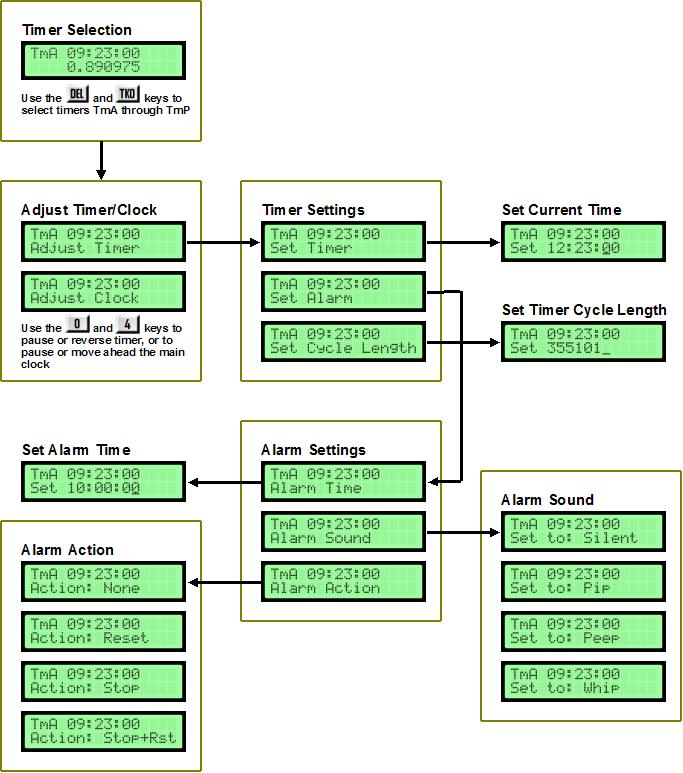 Timer Selection
TmA 09:23:00
0.890975
Use the DEL and TKO keys to
select timers TmA through TmP
Adjust Timer/Clock
TmA 09:23:00
Adjust Timer
TmA 09:23:00
Adjust Clock
Use the 0 and 4 keys to
pause or reverse timer, or to
pause or move ahead the main
clock
Timer Settings
TmA 09:23:00
Set Timer
TmA 09:23:00
Set Alarm
TmA 09:23:00
Set Cycle Length
Set Current Time
TmA 09:23:00
Set 12:23:00
Set Timer Cycle Length
TmA 09:23:00
Set 355101_
Set Alarm Time
TmA 09:23:00
Set 10:00:00
Alarm Settings
TmA 09:23:00
Alarm Time
TmA 09:23:00
Alarm Sound
TmA 09:23:00
Alarm Action
Alarm Sound
TmA 09:23:00
Set to: Silent
TmA 09:23:00
Set to: Pip
TmA 09:23:00
Set to: Peep
TmA 09:23:00
Set to: Whip
Alarm Action
TmA 09:23:00
Action: None
TmA 09:23:00
Action: Reset
TmA 09:23:00
Action: Stop
TmA 09:23:00
Action: Stop+Rst